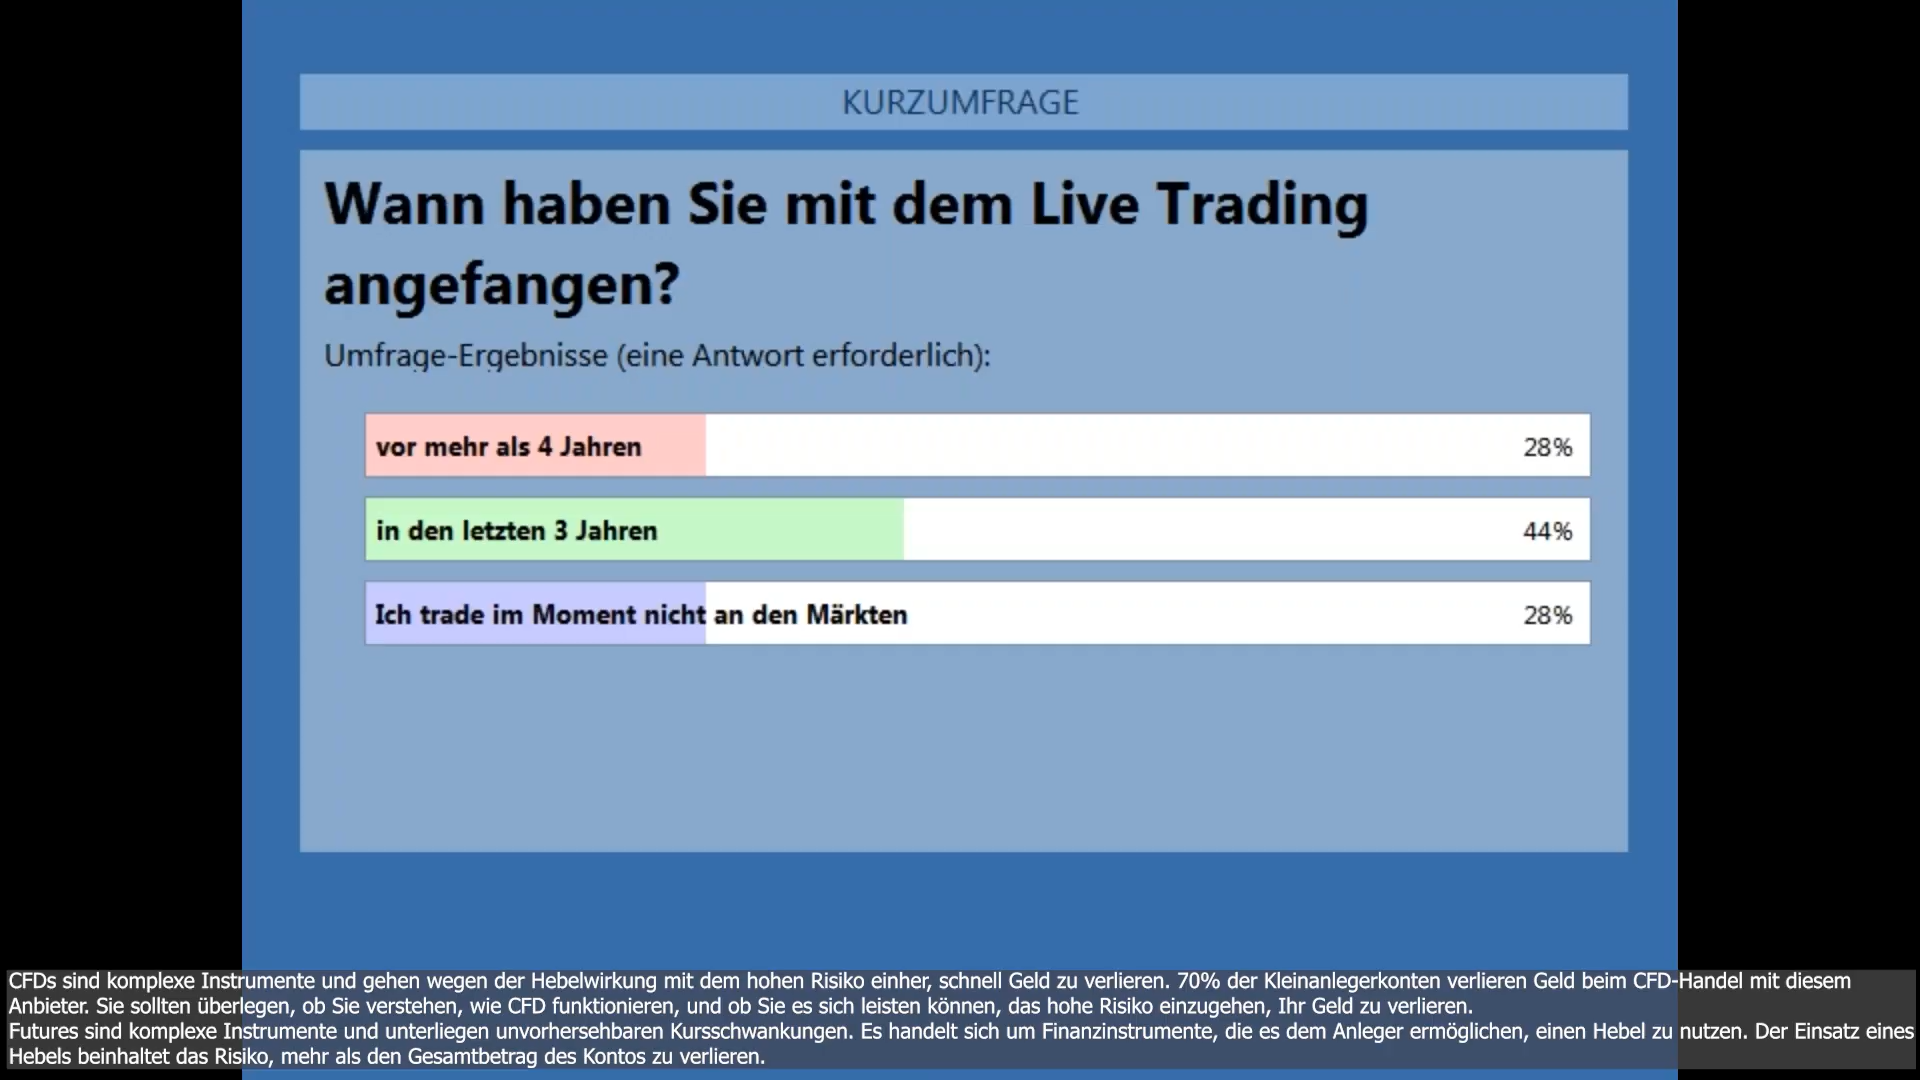 KURZUMFRAGE
Wann haben Sie mit dem Live Trading
angefangen?
Umfrage-Ergebnisse (eine Antwort erforderlich):
vor mehr als 4 Jahren 28%
in den letzten 3 Jahren 44%
Ich trade im Moment nicht an den Märkten 28%
CFDs sind komplexe Instrumente und gehen wegen der Hebelwirkung mit dem hohen Risiko einher, schnell Geld zu verlieren. 70% der Kleinanlegerkonten verlieren Geld beim CFD-Handel mit diesem
Anbieter. Sie sollten überlegen, ob Sie verstehen, wie CFD funktionieren, und ob Sie es sich leisten können, das hohe Risiko einzugehen, Ihr Geld zu verlieren.
Futures sind komplexe Instrumente und unterliegen unvorhersehbaren Kursschwankungen. Es handelt sich um Finanzinstrumente, die es dem Anleger ermöglichen, einen Hebel zu nutzen. Der Einsatz eines
Hebels beinhaltet das Risiko, mehr als den Gesamtbetrag des Kontos zu verlieren.